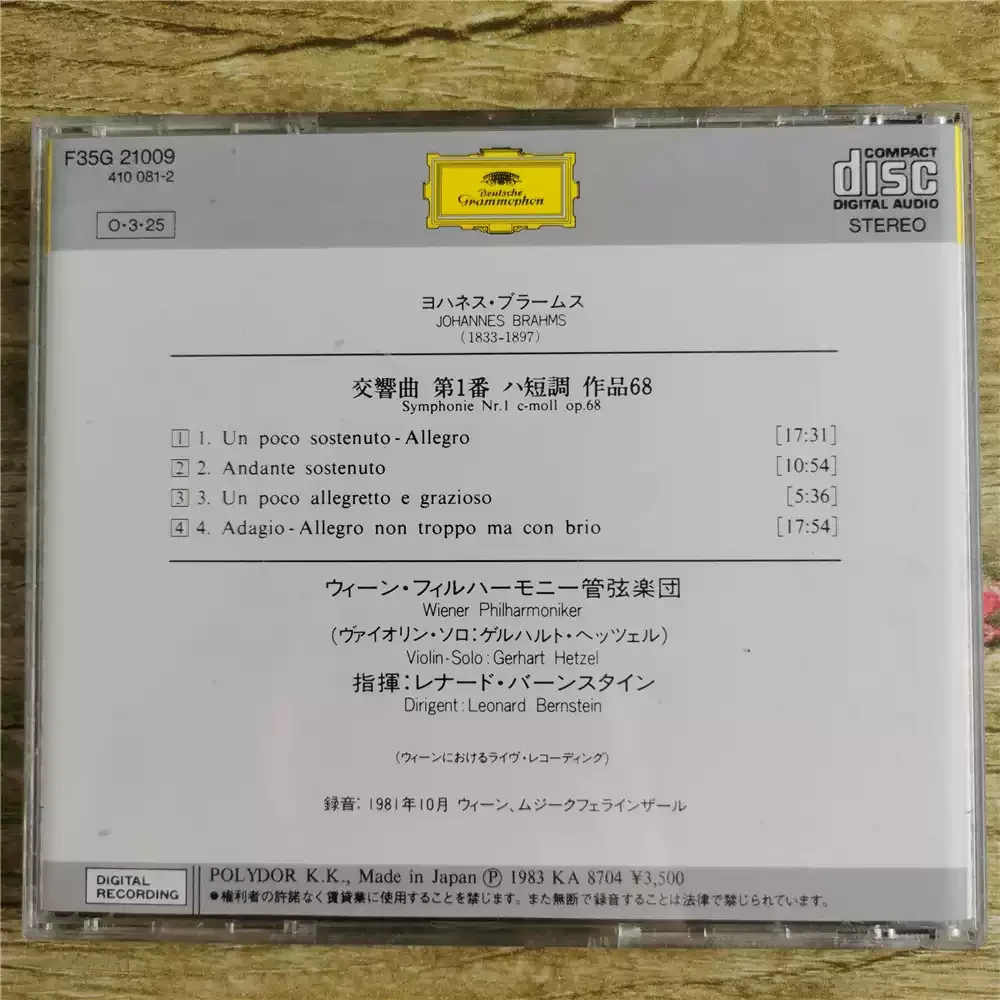 F35G 21009
410 081-2
O・3・25
Deutsche
Grammophon
COMPACT
disc
DIGITAL AUDIO
STEREO
ヨハネス・ブラームス
JOHANNES BRAHMS
(1833-1897)
交響曲 第1番 ハ短調 作品68
Symphonie Nr.1 c-moll op.68
1 1. Un poco sostenuto - Allegro [17:31]
2 2. Andante sostenuto [10:54]
3 3. Un poco allegretto e grazioso [5:36]
4 4. Adagio - Allegro non troppo ma con brio [17:54]
ウィーン・フィルハーモニー管弦楽団
Wiener Philharmoniker
(ヴァイオリン・ソロ:ゲルハルト・ヘッツェル)
Violin-Solo: Gerhart Hetzel
指揮:レナード・バーンスタイン
Dirigent: Leonard Bernstein
(ウィーンにおけるライヴ・レコーディング)
録音: 1981年10月 ウィーン、ムジークフェラインザール
DIGITAL
RECORDING
POLYDOR K.K., Made in Japan Ⓟ 1983 KA 8704 ¥3,500
●権利者の許諾なく賃貸業に使用することを禁じます。また無断で録音することは法律で禁じられています。